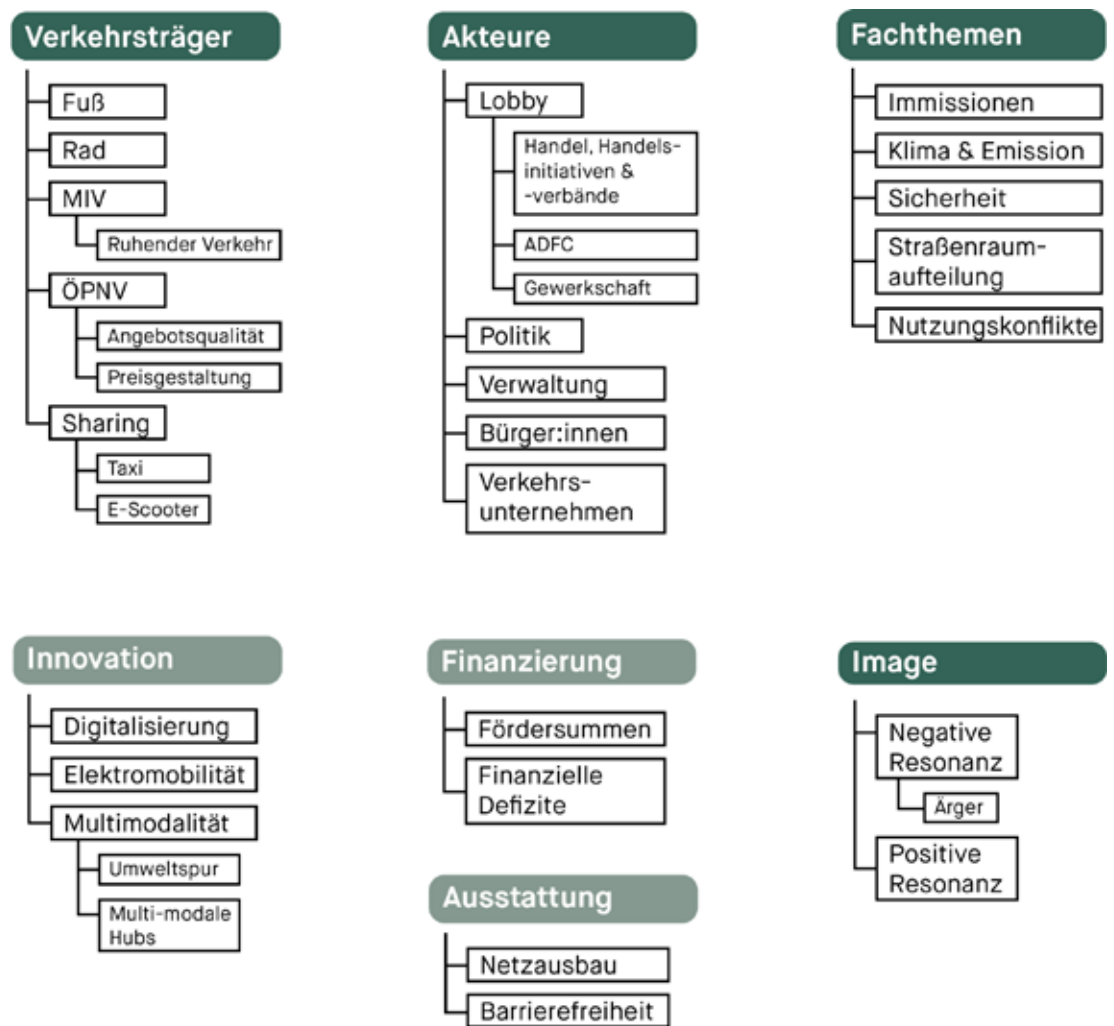 Verkehrsträger
Fuß
Rad
MIV
Ruhender Verkehr
ÖPNV
Angebotsqualität
Preisgestaltung
Sharing
Taxi
E-Scooter
Akteure
Lobby
Handel, Handels-
initiativen &
-verbände
ADFC
Gewerkschaft
Politik
Verwaltung
Bürger:innen
Verkehrs-
unternehmen
Fachthemen
Immissionen
Klima & Emission
Sicherheit
Straßenraum-
aufteilung
Nutzungskonflikte
Innovation
Digitalisierung
Elektromobilität
Multimodalität
Umweltspur
Multi-modale
Hubs
Finanzierung
Fördersummen
Finanzielle
Defizite
Ausstattung
Netzausbau
Barrierefreiheit
Image
Negative
Resonanz
Ärger
Positive
Resonanz